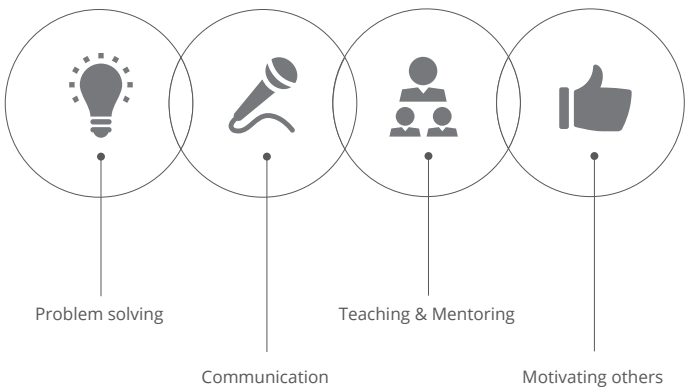 Problem solving
Teaching & Mentoring
Communication
Motivating others